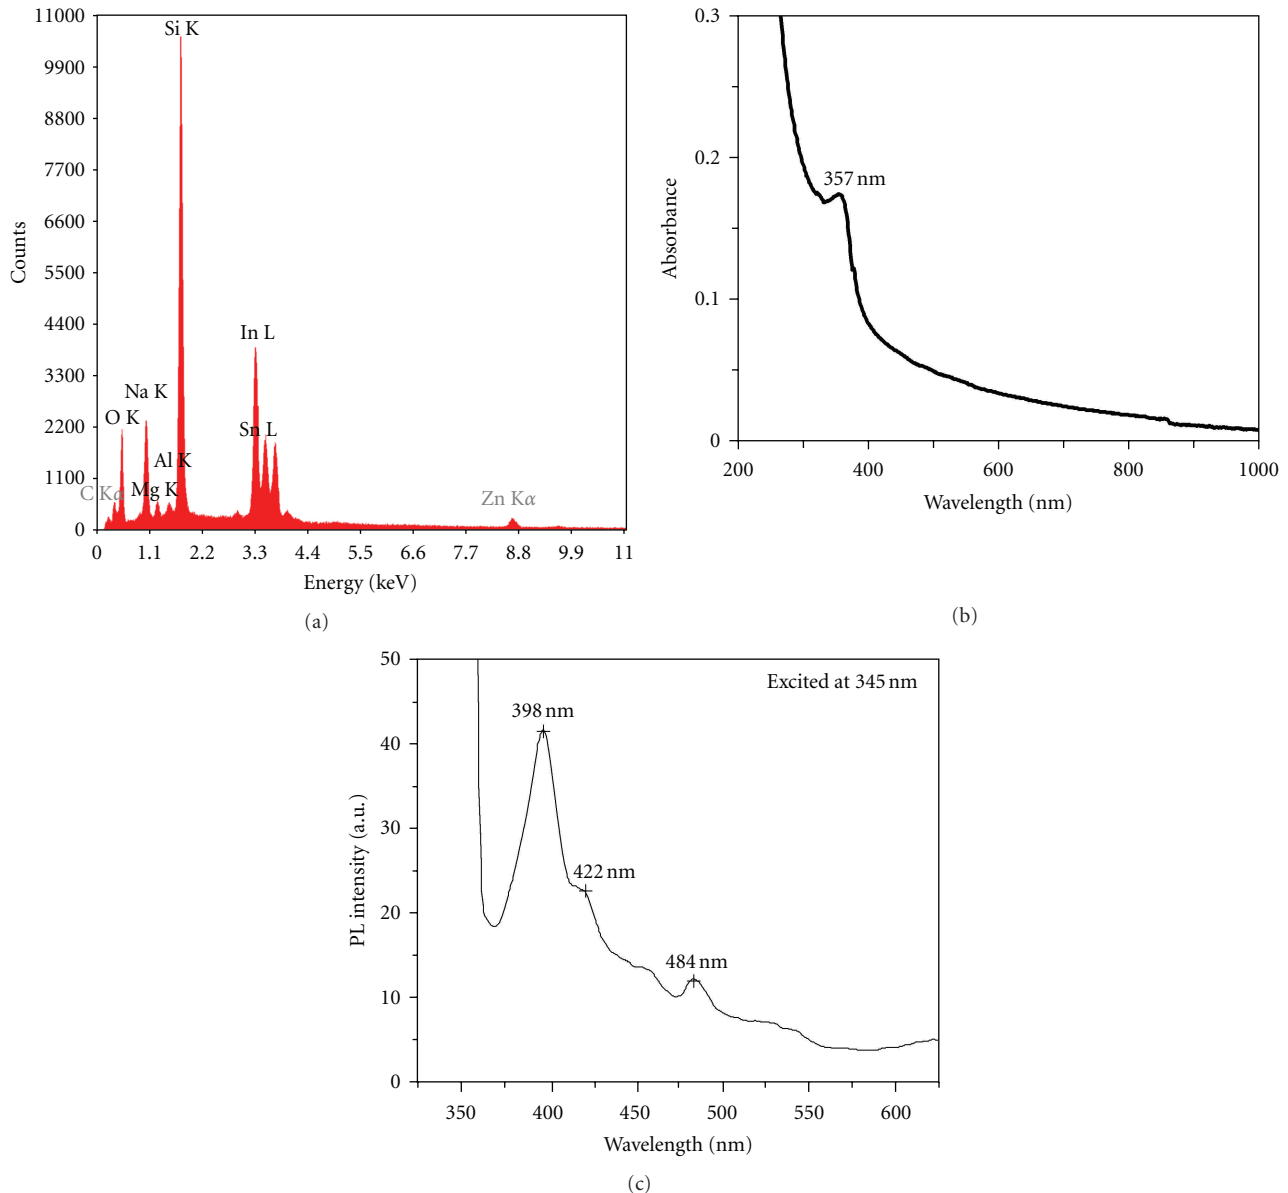 11000
9900
8800
7700
6600
5500
4400
3300
2200
1100
0
Counts
Si K
In L
Na K
O K
Sn L
Al K
C Kα
Mg K
Zn Kα
0 1.1 2.2 3.3 4.4 5.5 6.6 7.7 8.8 9.9 11
Energy (keV)
(a)
0.3
0.2
0.1
0
Absorbance
357 nm
200 400 600 800 1000
Wavelength (nm)
(b)
50
40
30
20
10
0
PL intensity (a.u.)
Excited at 345 nm
398 nm
422 nm
484 nm
350 400 450 500 550 600
Wavelength (nm)
(c)